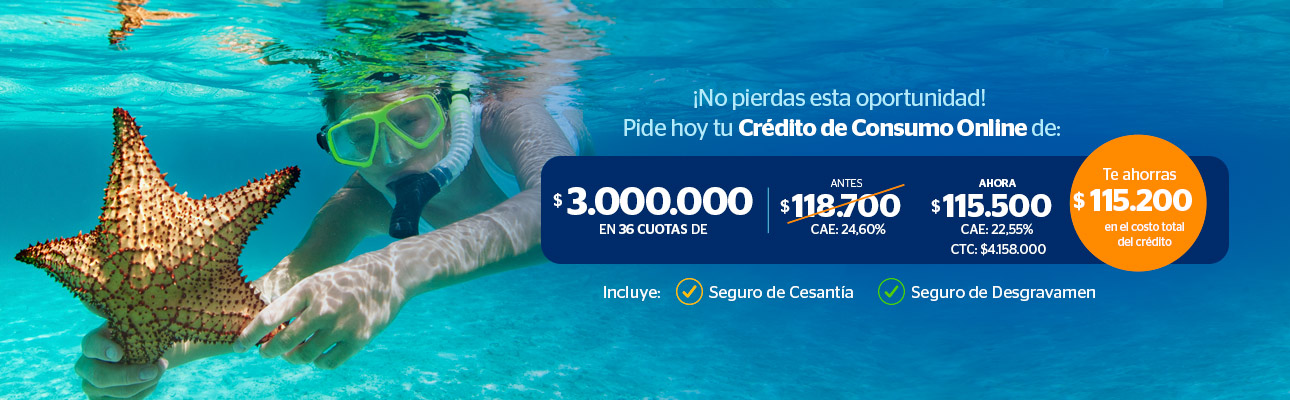 ¡No pierdas esta oportunidad!
Pide hoy tu Crédito de Consumo Online de:
$ 3.000.000
EN 36 CUOTAS DE
ANTES
$ 118.700
CAE: 24,60%
AHORA
$ 115.500
CAE: 22,55%
CTC: $4.158.000
Te ahorras
$ 115.200
en el costo total
del crédito
Incluye: Seguro de Cesantía Seguro de Desgravamen